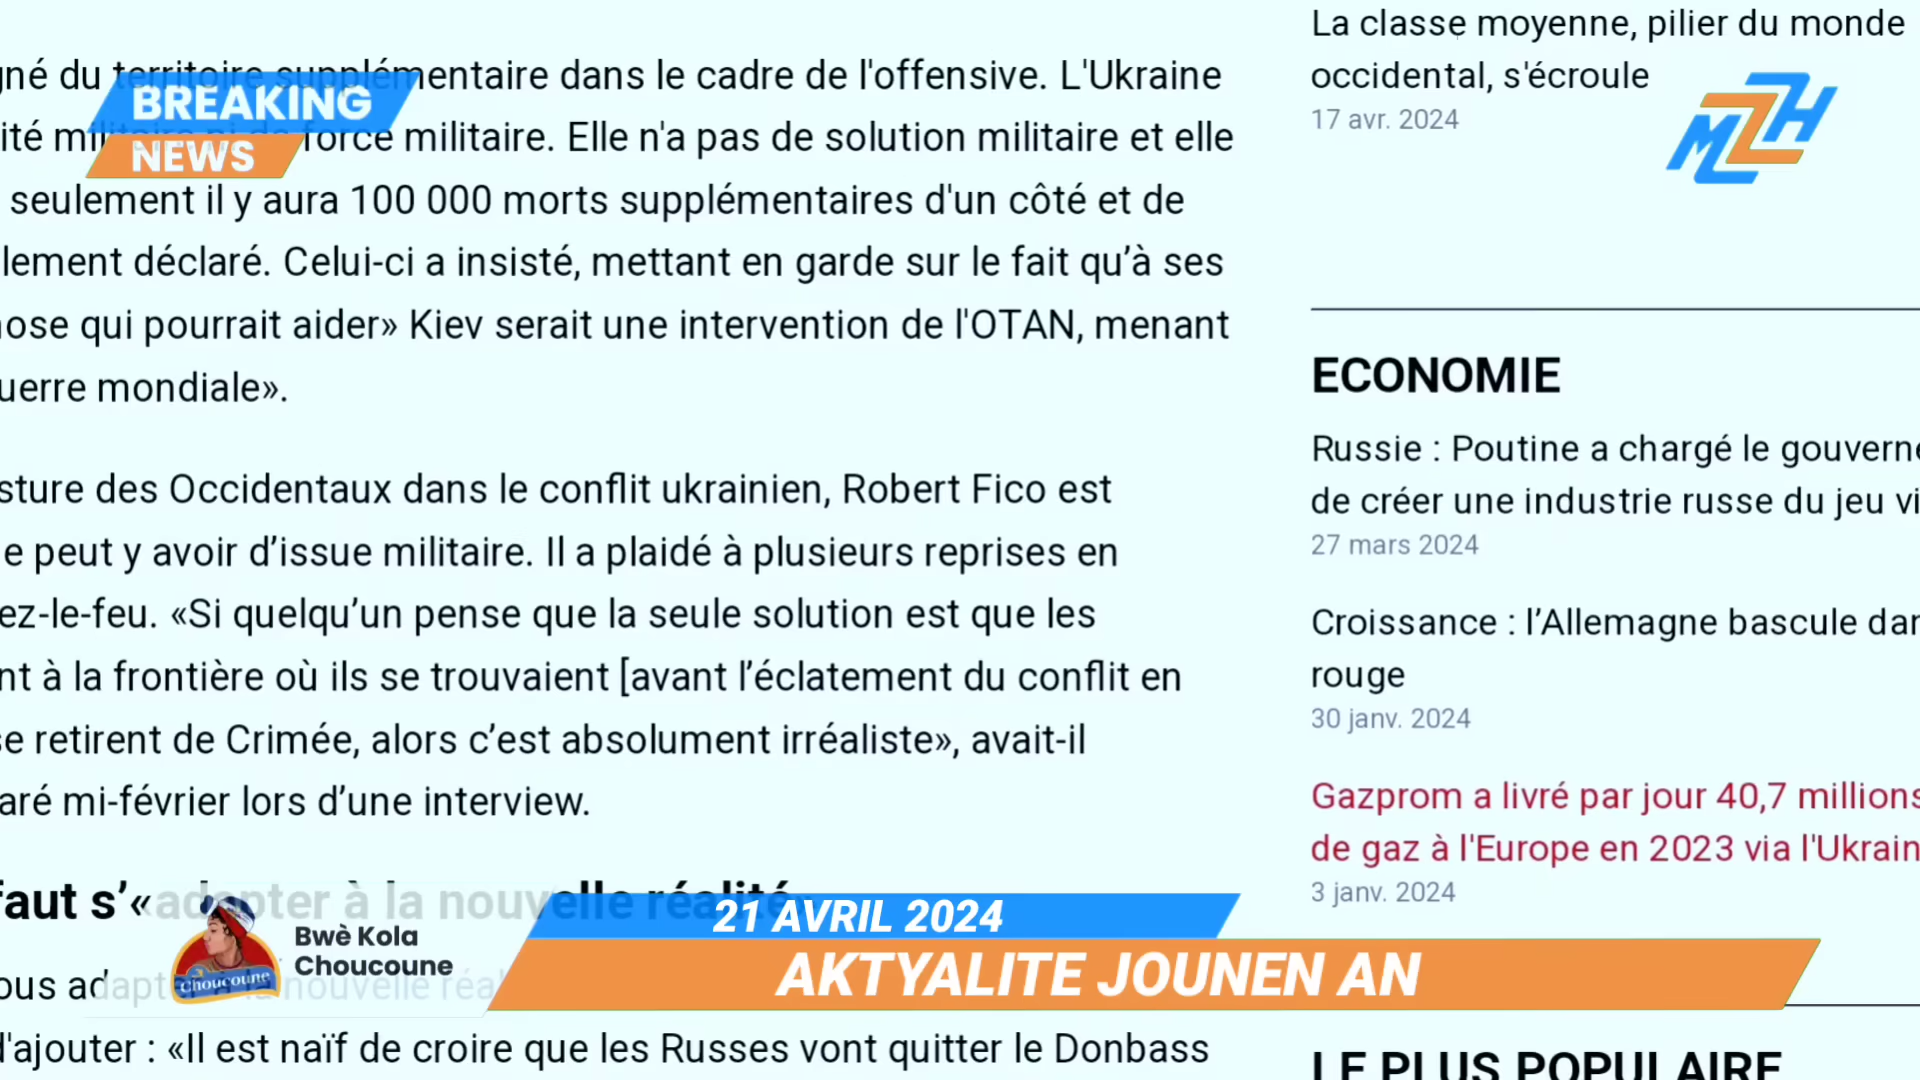 gné du territoire supplémentaire dans le cadre de l'offensive. L'Ukraine
BREAKING
ité militaire ni de force militaire. Elle n'a pas de solution militaire et elle
NEWS
seulement il y aura 100 000 morts supplémentaires d'un côté et de
lement déclaré. Celui-ci a insisté, mettant en garde sur le fait qu’à ses
ose qui pourrait aider» Kiev serait une intervention de l'OTAN, menant
uerre mondiale».
sture des Occidentaux dans le conflit ukrainien, Robert Fico est
e peut y avoir d’issue militaire. Il a plaidé à plusieurs reprises en
ez-le-feu. «Si quelqu’un pense que la seule solution est que les
nt à la frontière où ils se trouvaient [avant l’éclatement du conflit en
se retirent de Crimée, alors c’est absolument irréaliste», avait-il
aré mi-février lors d’une interview.
faut s’«adapter à la nouvelle réalité
ous adapter à la nouvelle réal
d'ajouter : «Il est naïf de croire que les Russes vont quitter le Donbass
La classe moyenne, pilier du monde
occidental, s'écroule
17 avr. 2024
MZH
ECONOMIE
Russie : Poutine a chargé le gouverne
de créer une industrie russe du jeu vi
27 mars 2024
Croissance : l’Allemagne bascule dan
rouge
30 janv. 2024
Gazprom a livré par jour 40,7 millions
de gaz à l'Europe en 2023 via l'Ukrain
3 janv. 2024
LE PLUS POPULAIRE
choucoune
Bwè Kola
Choucoune
21 AVRIL 2024
AKTYALITE JOUNEN AN